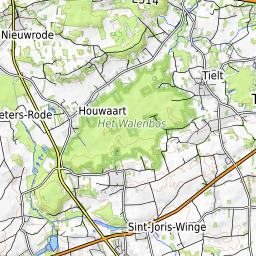 E314
Nieuwrode
Tielt
Houwaart
eters-Rode
Het Walenbos
T
Sint-Joris-Winge